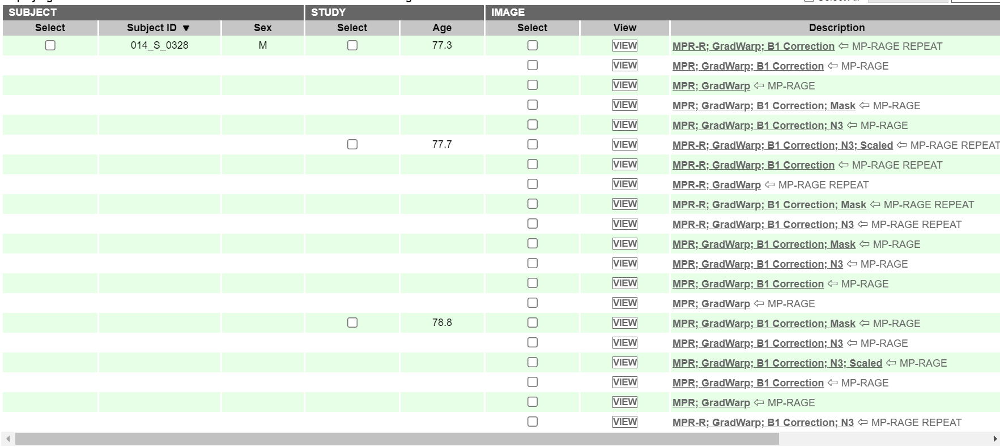 SUBJECT STUDY IMAGE
Select Subject ID ▼ Sex Select Age Select View Description
014_S_0328 M 77.3 VIEW MPR-R; GradWarp; B1 Correction ⇦ MP-RAGE REPEAT
VIEW MPR; GradWarp; B1 Correction ⇦ MP-RAGE
VIEW MPR; GradWarp ⇦ MP-RAGE
VIEW MPR; GradWarp; B1 Correction; Mask ⇦ MP-RAGE
VIEW MPR; GradWarp; B1 Correction; N3 ⇦ MP-RAGE
77.7 VIEW MPR-R; GradWarp; B1 Correction; N3; Scaled ⇦ MP-RAGE REPEAT
VIEW MPR-R; GradWarp; B1 Correction ⇦ MP-RAGE REPEAT
VIEW MPR-R; GradWarp ⇦ MP-RAGE REPEAT
VIEW MPR-R; GradWarp; B1 Correction; Mask ⇦ MP-RAGE REPEAT
VIEW MPR-R; GradWarp; B1 Correction; N3 ⇦ MP-RAGE REPEAT
VIEW MPR; GradWarp; B1 Correction; Mask ⇦ MP-RAGE
VIEW MPR; GradWarp; B1 Correction; N3 ⇦ MP-RAGE
VIEW MPR; GradWarp; B1 Correction ⇦ MP-RAGE
VIEW MPR; GradWarp ⇦ MP-RAGE
78.8 VIEW MPR; GradWarp; B1 Correction; Mask ⇦ MP-RAGE
VIEW MPR; GradWarp; B1 Correction; N3 ⇦ MP-RAGE
VIEW MPR; GradWarp; B1 Correction; N3; Scaled ⇦ MP-RAGE
VIEW MPR; GradWarp; B1 Correction ⇦ MP-RAGE
VIEW MPR; GradWarp ⇦ MP-RAGE
VIEW MPR-R; GradWarp; B1 Correction; N3 ⇦ MP-RAGE REPEAT